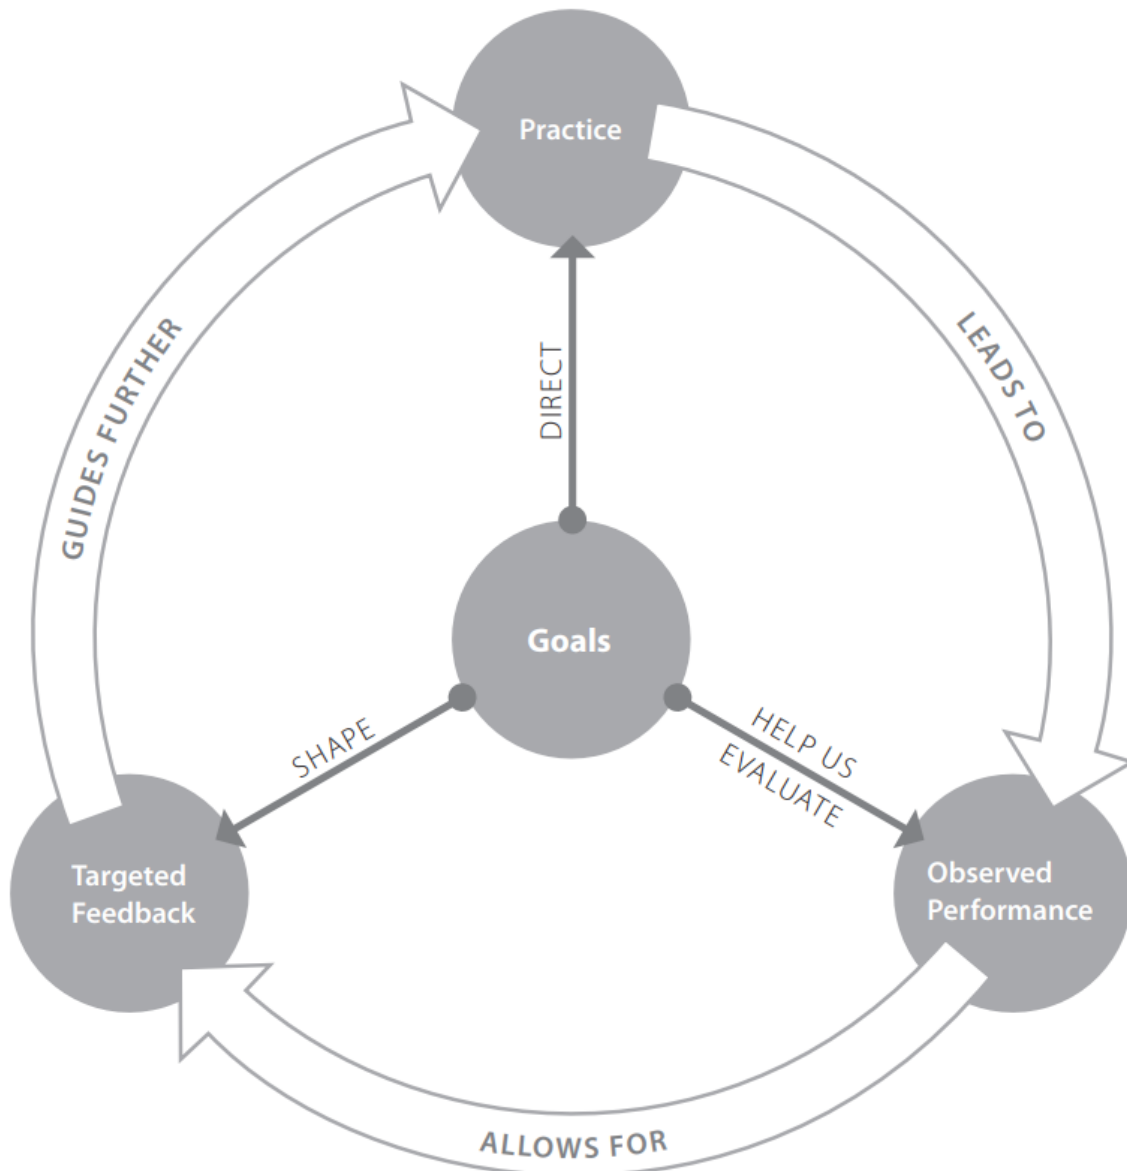 Practice
LEADS TO
GUIDES FURTHER
DIRECT
Goals
SHAPE
HELP US
EVALUATE
Targeted
Feedback
Observed
Performance
ALLOWS FOR